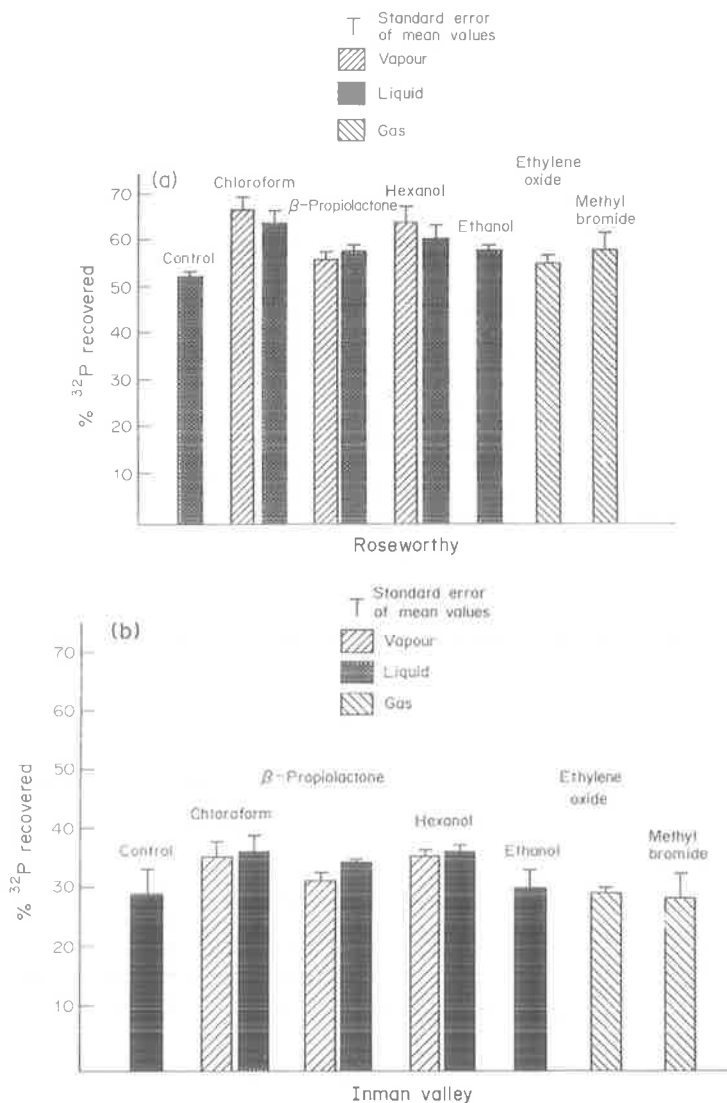 Standard error
of mean values
Vapour
Liquid
Gas
(a)
% ³²P recovered
70
60
50
40
30
20
10
Control
Chloroform
β-Propiolactone
Hexanol
Ethanol
Ethylene
oxide
Methyl
bromide
Roseworthy
Standard error
of mean values
Vapour
Liquid
Gas
(b)
% ³²P recovered
70
60
50
40
30
20
10
Control
Chloroform
β-Propiolactone
Hexanol
Ethanol
Ethylene
oxide
Methyl
bromide
Inman valley